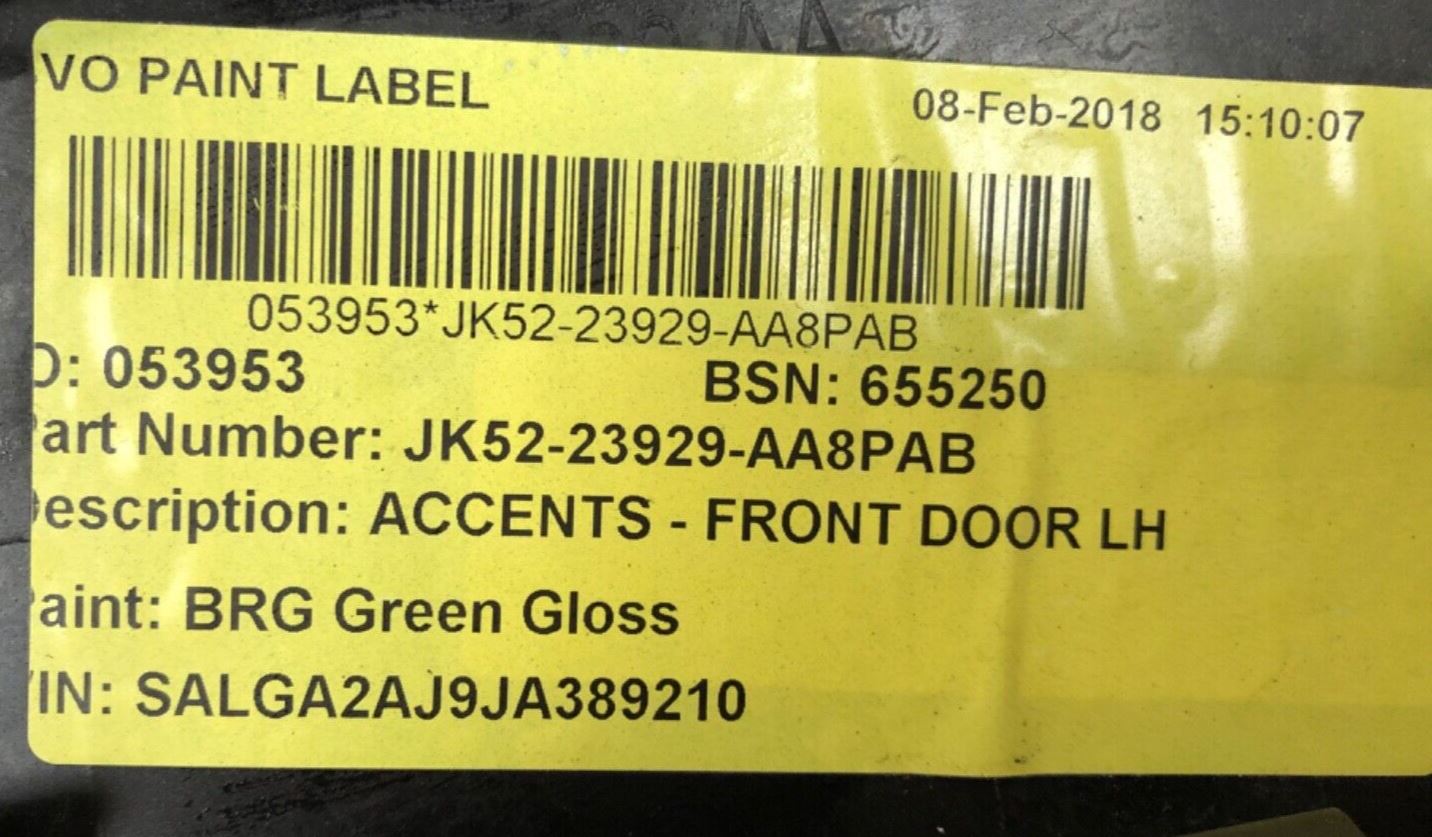 VO PAINT LABEL 08-Feb-2018 15:10:07
053953*JK52-23929-AA8PAB
D: 053953 BSN: 655250
art Number: JK52-23929-AA8PAB
escription: ACCENTS - FRONT DOOR LH
aint: BRG Green Gloss
IN: SALGA2AJ9JA389210